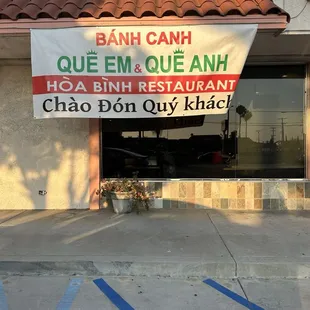 BÁNH CANH
QUÊ EM & QUÊ ANH
HÒA BÌNH RESTAURANT
Chào Đón Quý khách